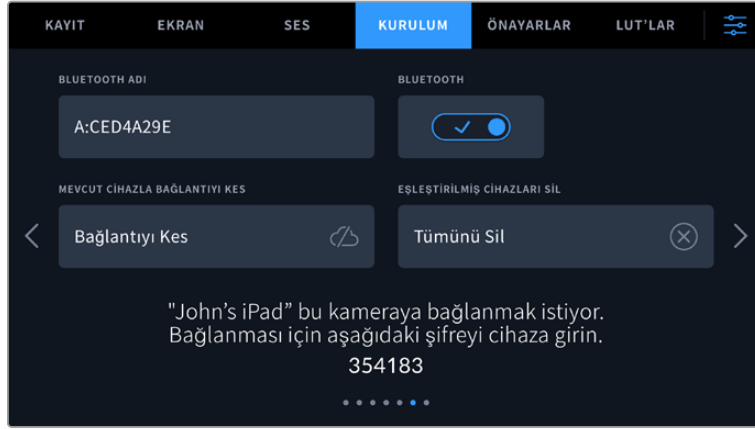 KAYIT EKRAN SES KURULUM ÖNAYARLAR LUT'LAR
BLUETOOTH ADI BLUETOOTH
A:CED4A29E
MEVCUT CİHAZLA BAĞLANTIYI KES EŞLEŞTİRİLMİŞ CİHAZLARI SİL
Bağlantıyı Kes Tümünü Sil
"John’s iPad” bu kameraya bağlanmak istiyor.
Bağlanması için aşağıdaki şifreyi cihaza girin.
354183